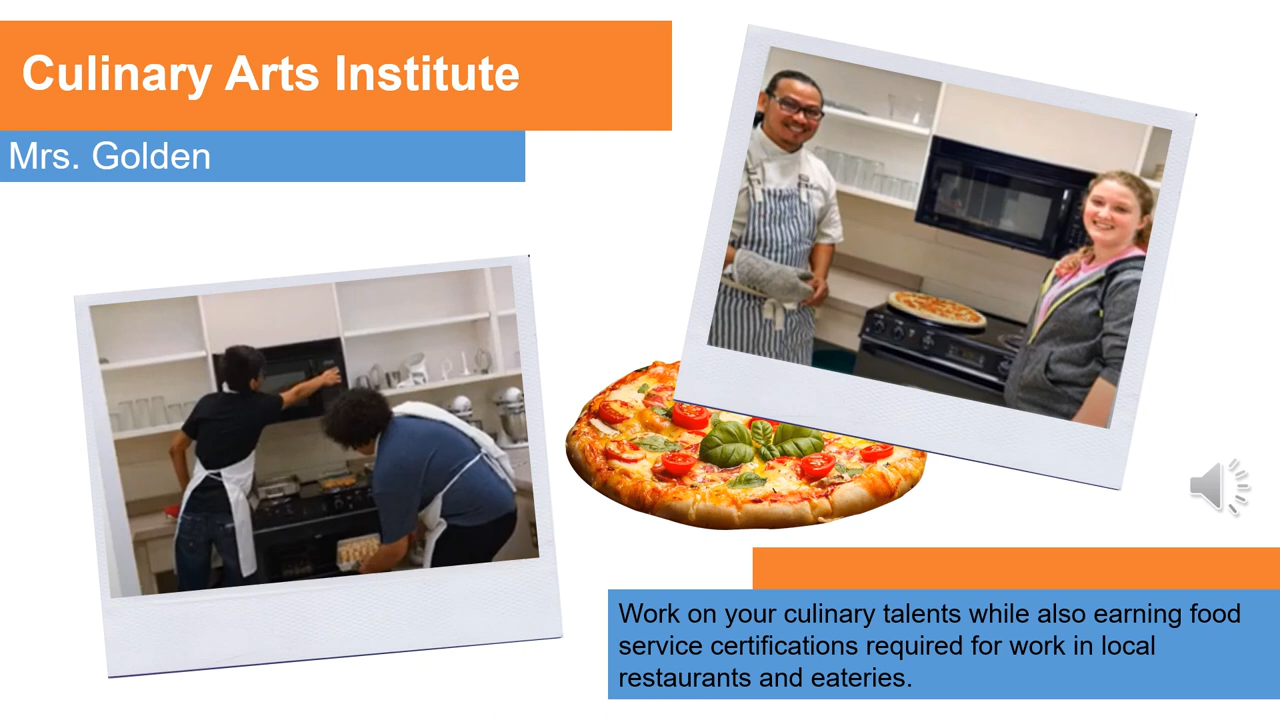 Culinary Arts Institute
Mrs. Golden
Work on your culinary talents while also earning food
service certifications required for work in local
restaurants and eateries.